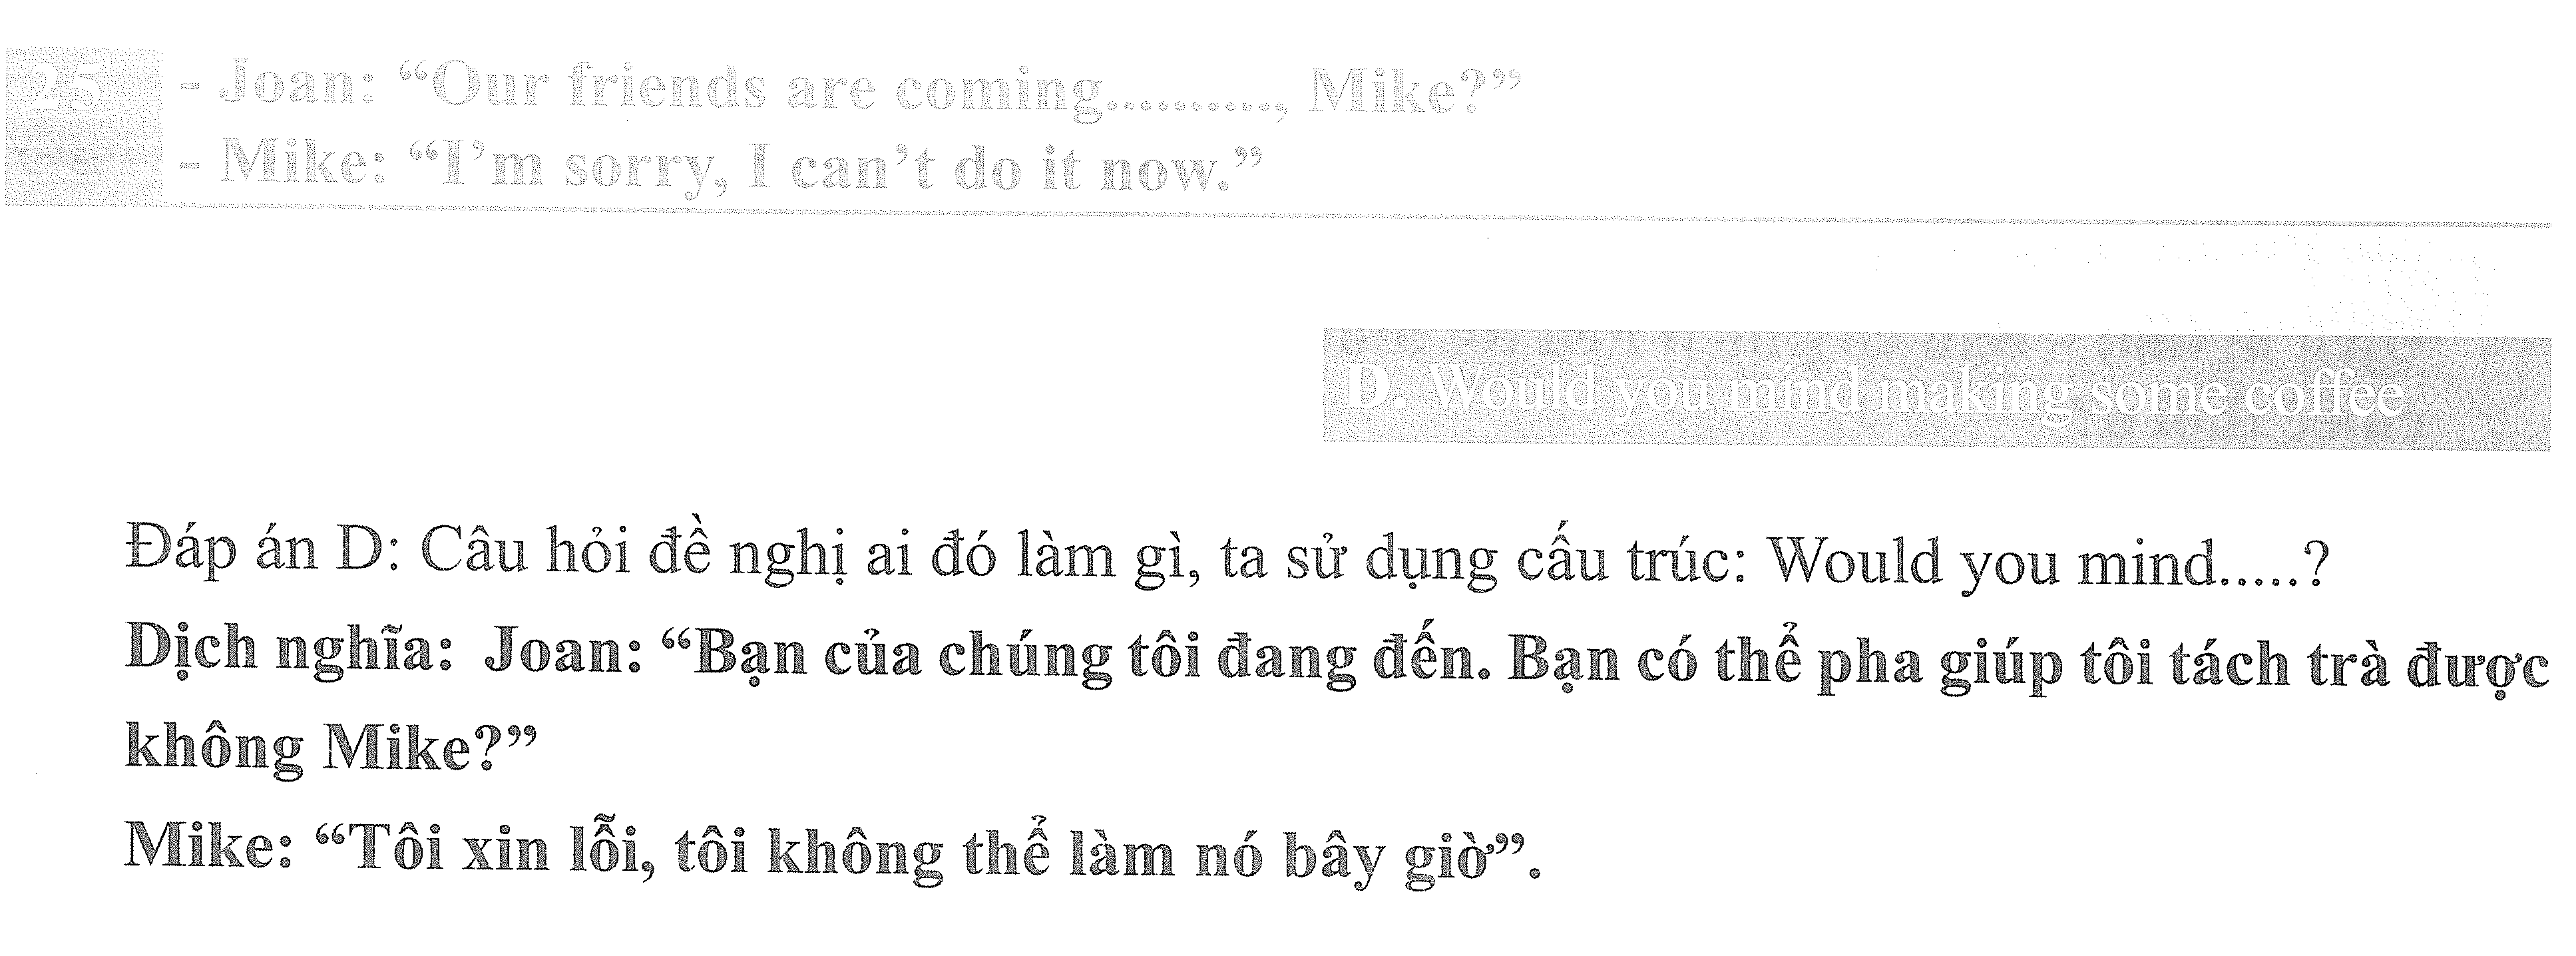 25 - Joan: “Our friends are coming..........., Mike?”
- Mike: “I’m sorry, I can’t do it now.”
D. Would you mind making some coffee
Đáp án D: Câu hỏi đề nghị ai đó làm gì, ta sử dụng cấu trúc: Would you mind.....?
Dịch nghĩa: Joan: “Bạn của chúng tôi đang đến. Bạn có thể pha giúp tôi tách trà được
không Mike?”
Mike: “Tôi xin lỗi, tôi không thể làm nó bây giờ”.